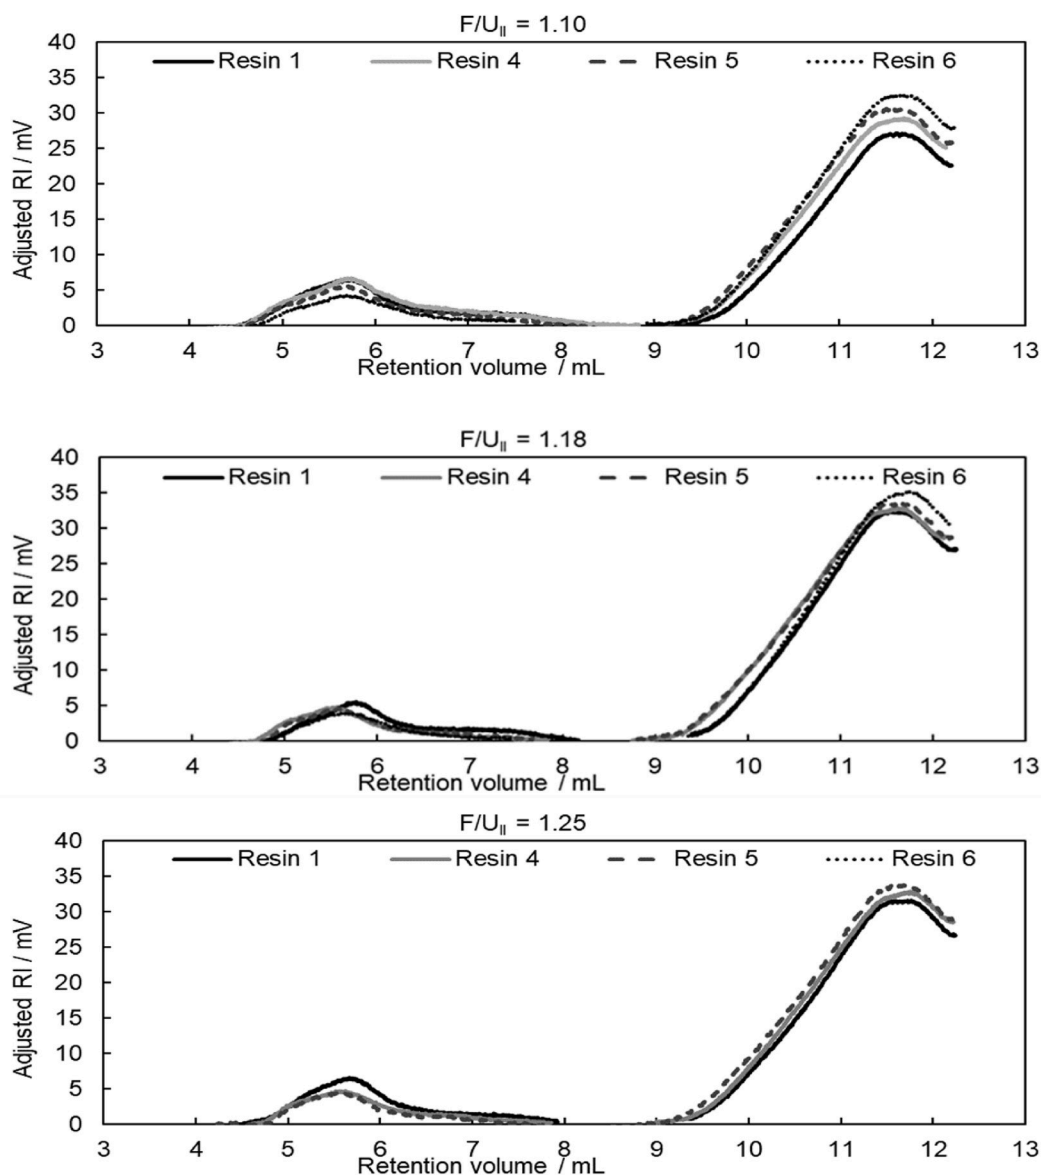 F/U_II = 1.10
40
35
30
25
20
15
10
5
0
Adjusted RI / mV
Resin 1 Resin 4 Resin 5 Resin 6
3 4 5 6 7 8 9 10 11 12 13
Retention volume / mL
F/U_II = 1.18
40
35
30
25
20
15
10
5
0
Adjusted RI / mV
Resin 1 Resin 4 Resin 5 Resin 6
3 4 5 6 7 8 9 10 11 12 13
Retention volume / mL
F/U_II = 1.25
40
35
30
25
20
15
10
5
0
Adjusted RI / mV
Resin 1 Resin 4 Resin 5 Resin 6
3 4 5 6 7 8 9 10 11 12 13
Retention volume / mL